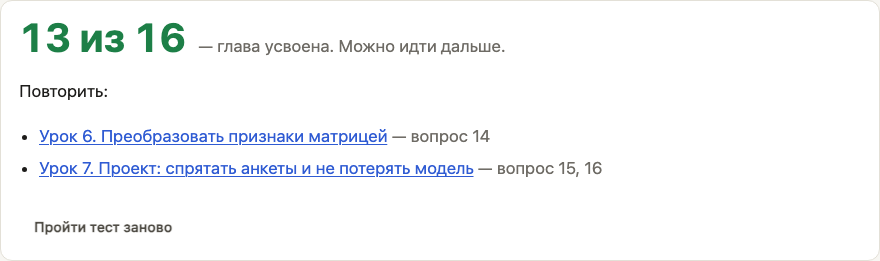 13 из 16 — глава усвоена. Можно идти дальше.
Повторить:
• Урок 6. Преобразовать признаки матрицей — вопрос 14
• Урок 7. Проект: спрятать анкеты и не потерять модель — вопрос 15, 16
Пройти тест заново